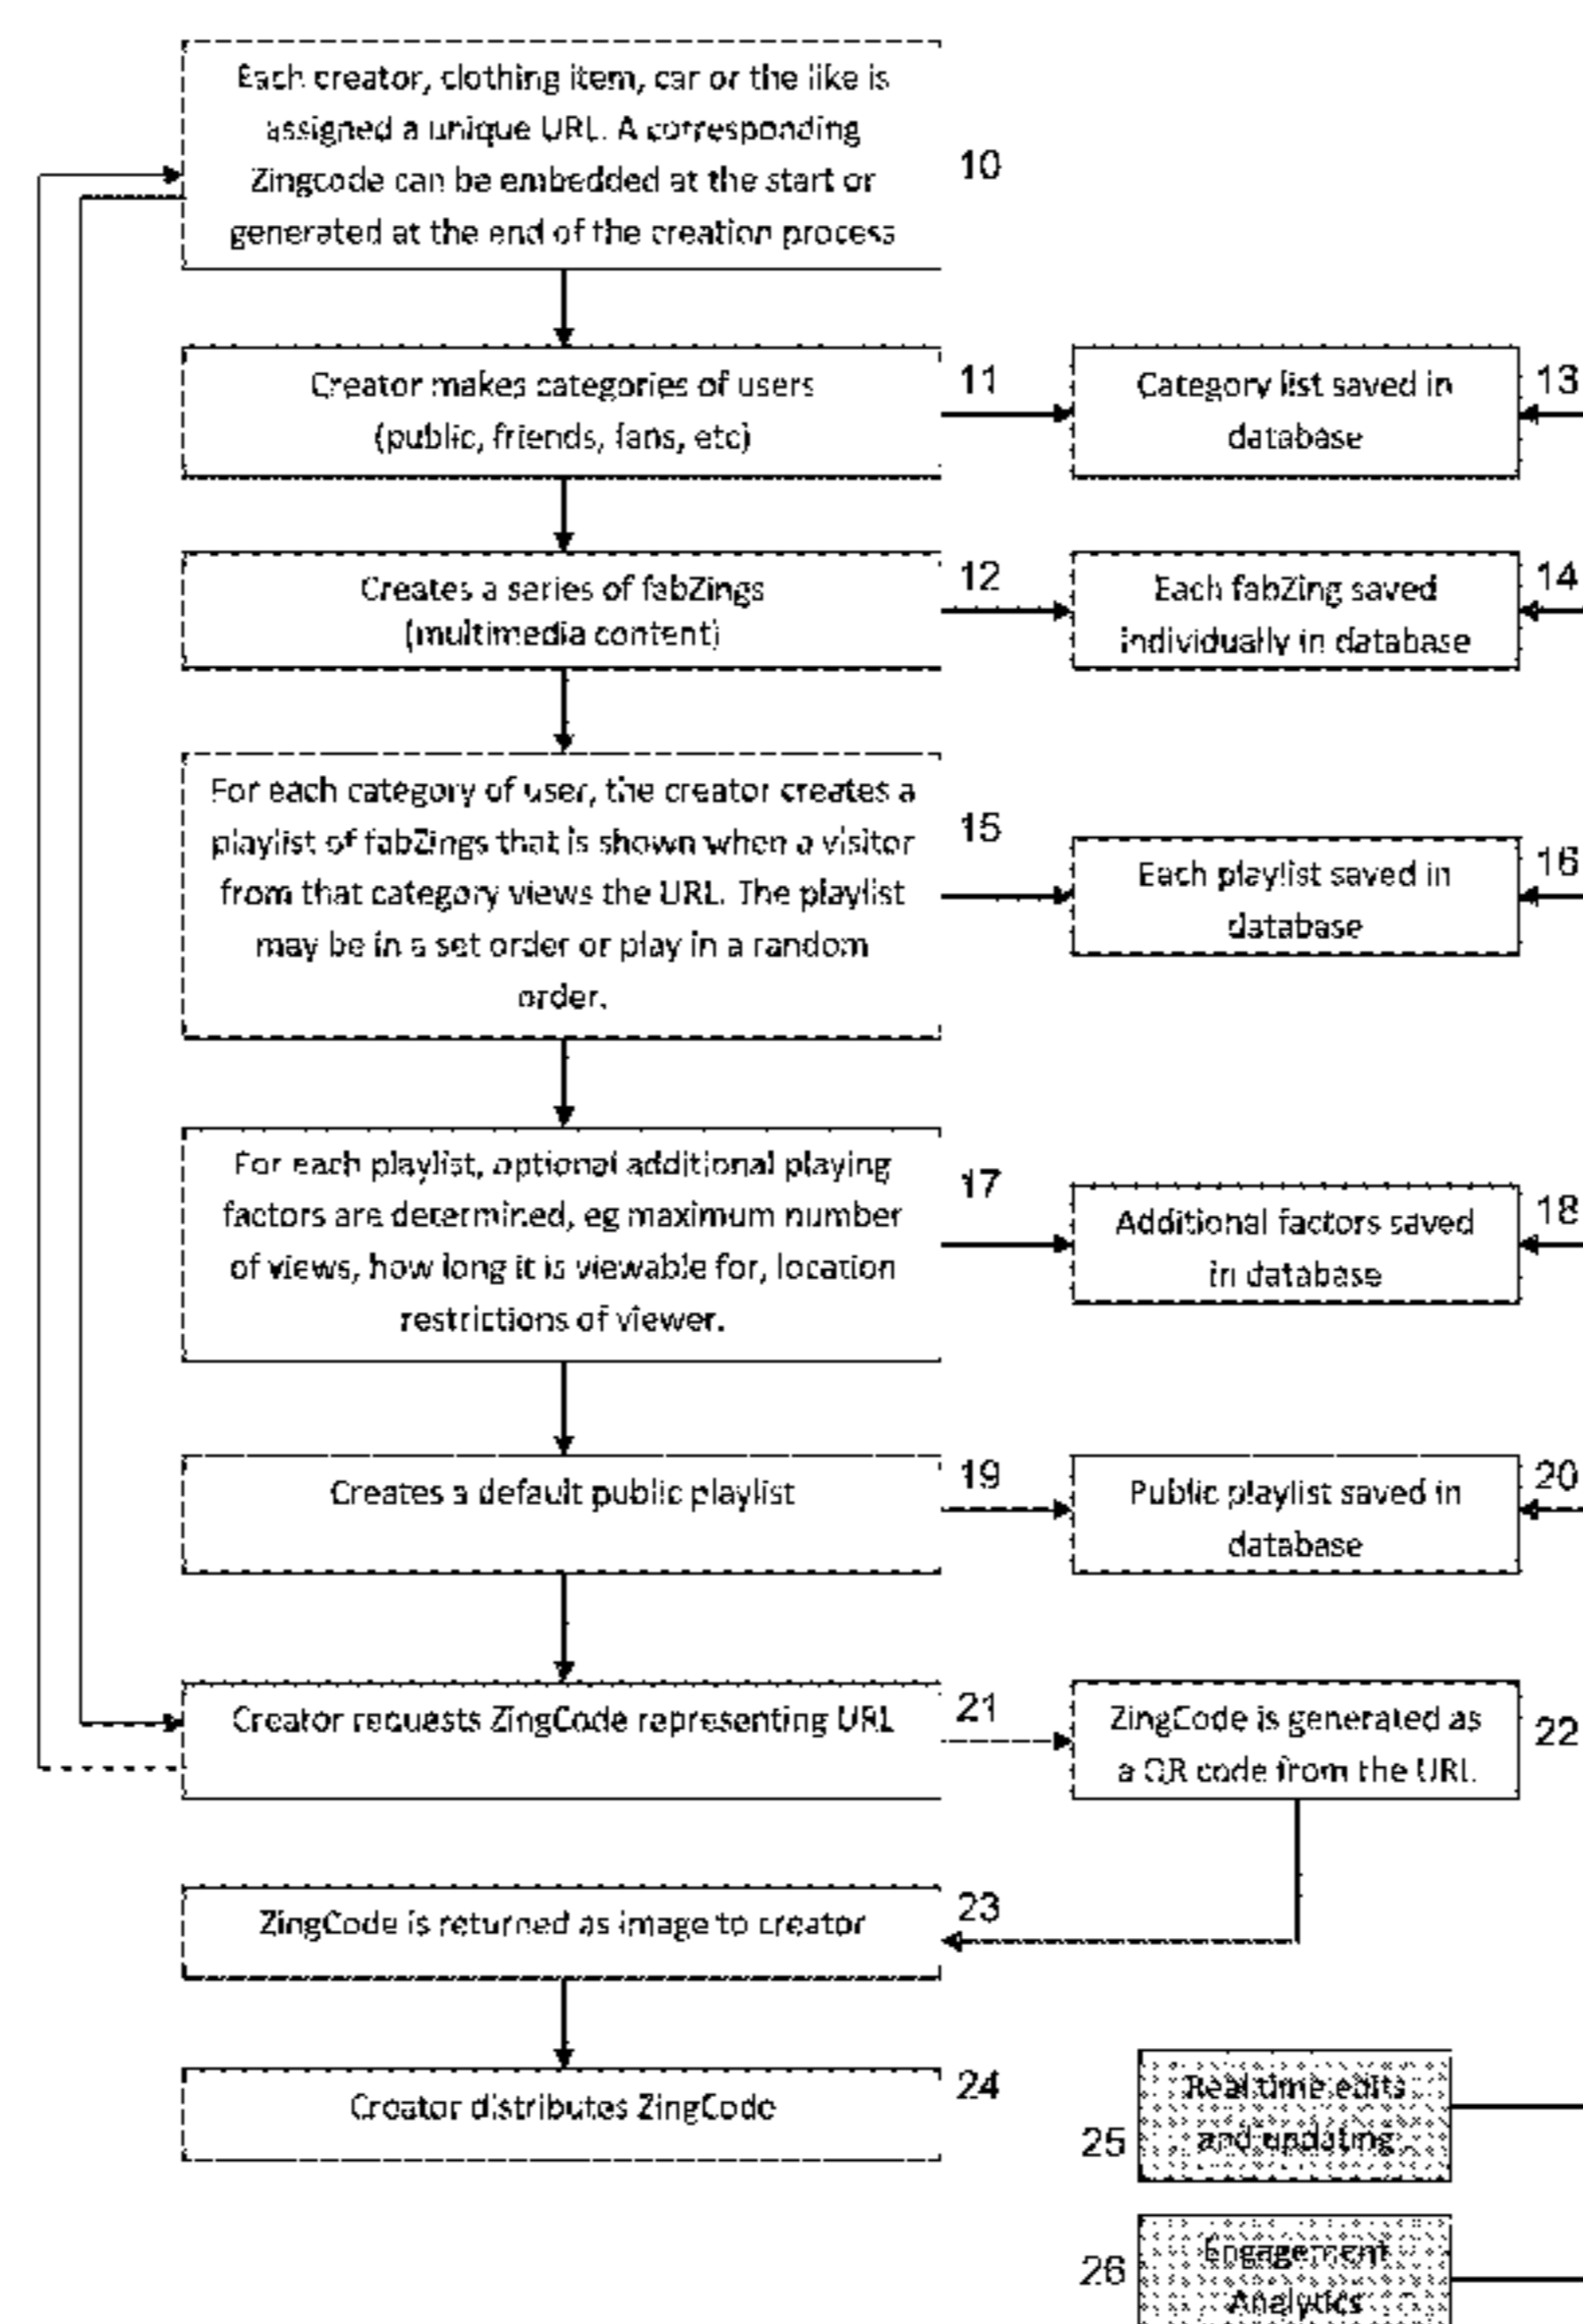 Each creator, clothing item, car or the like is
assigned a unique URL. A corresponding
Zingcode can be embedded at the start or
generated at the end of the creation process
10
Creator makes categories of users
(public, friends, fans, etc)
11
Category list saved in
database
13
Creates a series of fabZings
(multimedia content)
12
Each fabZing saved
individually in database
14
For each category of user, the creator creates a
playlist of fabZings that is shown when a visitor
from that category views the URL. The playlist
may be in a set order or play in a random
order.
15
Each playlist saved in
database
16
For each playlist, optional additional playing
factors are determined, eg maximum number
of views, how long it is viewable for, location
restrictions of viewer.
17
Additional factors saved
in database
18
Creates a default public playlist
19
Public playlist saved in
database
20
Creator requests ZingCode representing URL
21
ZingCode is generated as
a QR code from the URL.
22
ZingCode is returned as image to creator
23
Creator distributes ZingCode
24
Real time edits
and updating
25
Engagement
Analytics
26